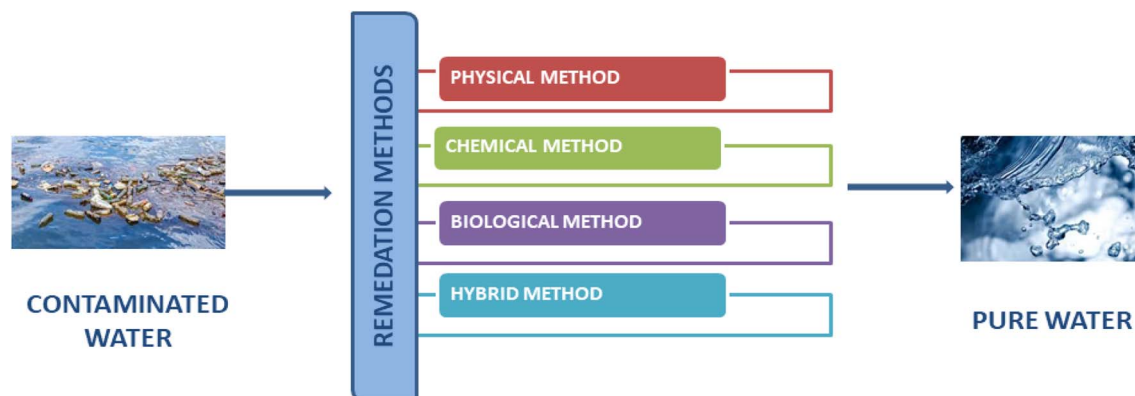 CONTAMINATED
WATER
REMEDATION METHODS
PHYSICAL METHOD
CHEMICAL METHOD
BIOLOGICAL METHOD
HYBRID METHOD
PURE WATER